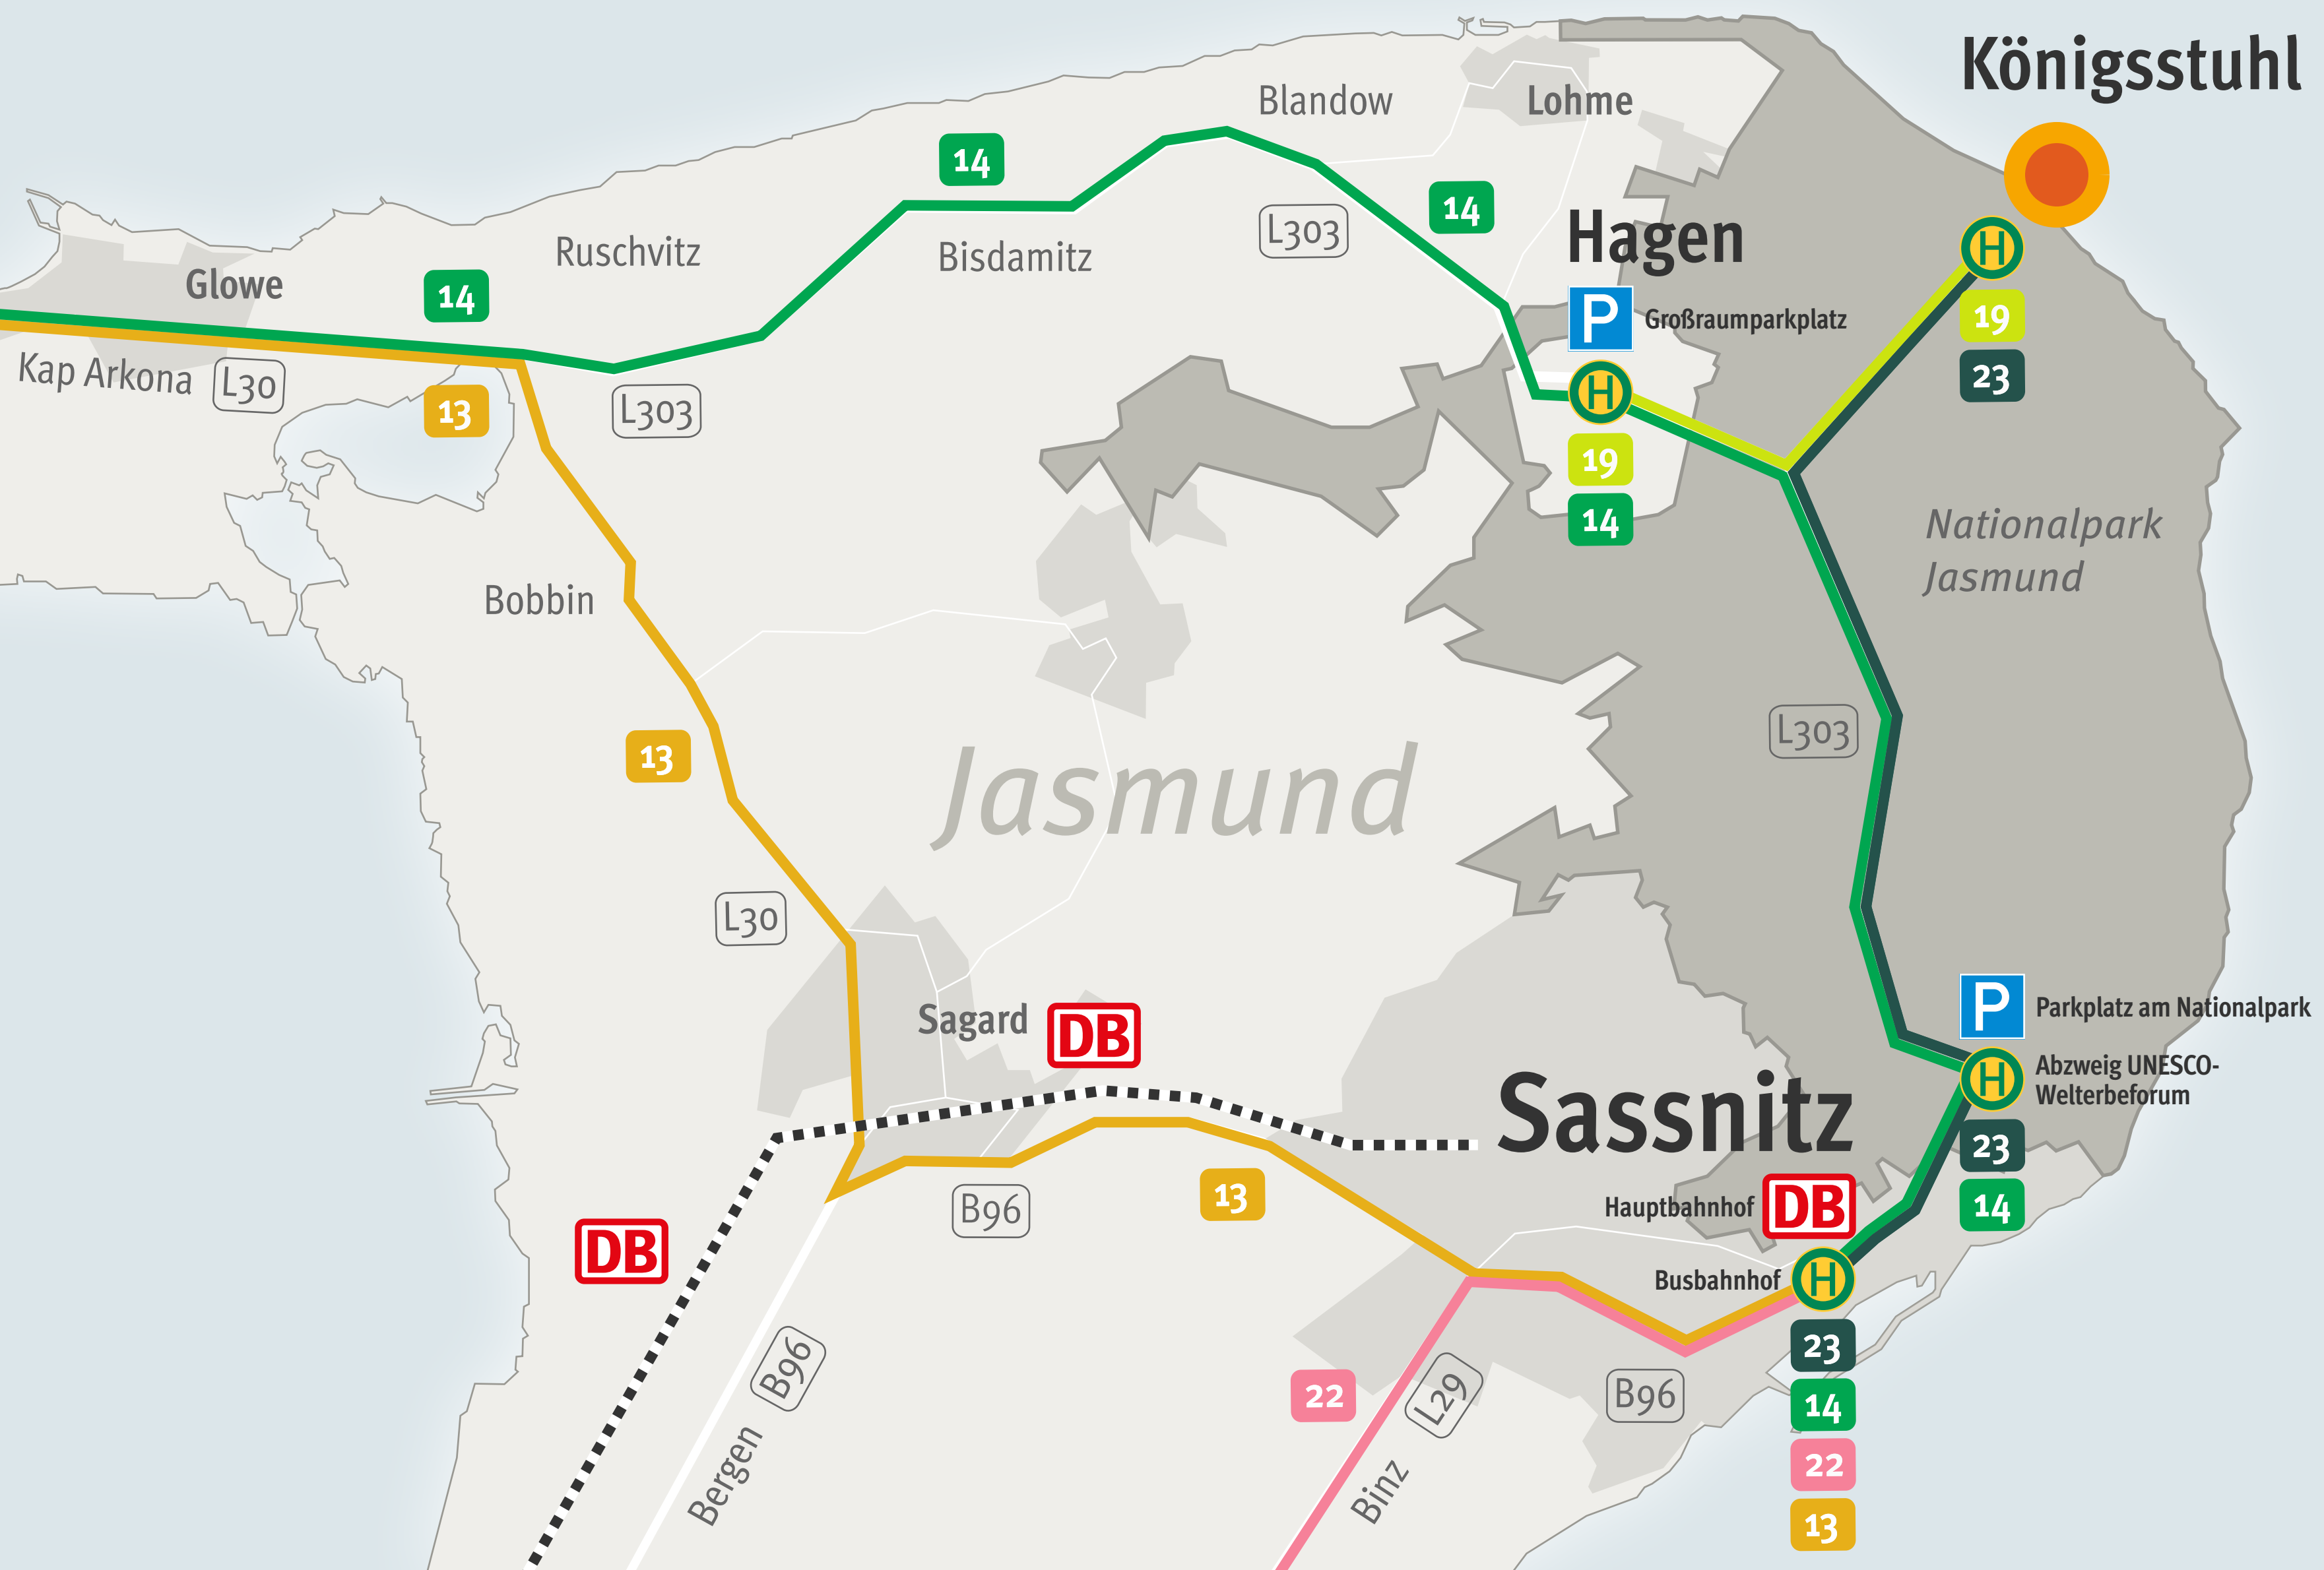 Königsstuhl
Blandow
Lohme
14
14
Hagen
L303
H
Ruschvitz
Bisdamitz
Glowe
14
P
Großraumparkplatz
19
Kap Arkona
L30
13
L303
H
23
19
14
Nationalpark
Jasmund
Bobbin
L303
13
Jasmund
L30
Sagard
DB
P
Parkplatz am Nationalpark
H
Abzweig UNESCO-
Welterbeforum
Sassnitz
23
13
B96
Hauptbahnhof
DB
14
DB
Busbahnhof
H
23
B96
22
L29
B96
14
Bergen
Binz
22
13